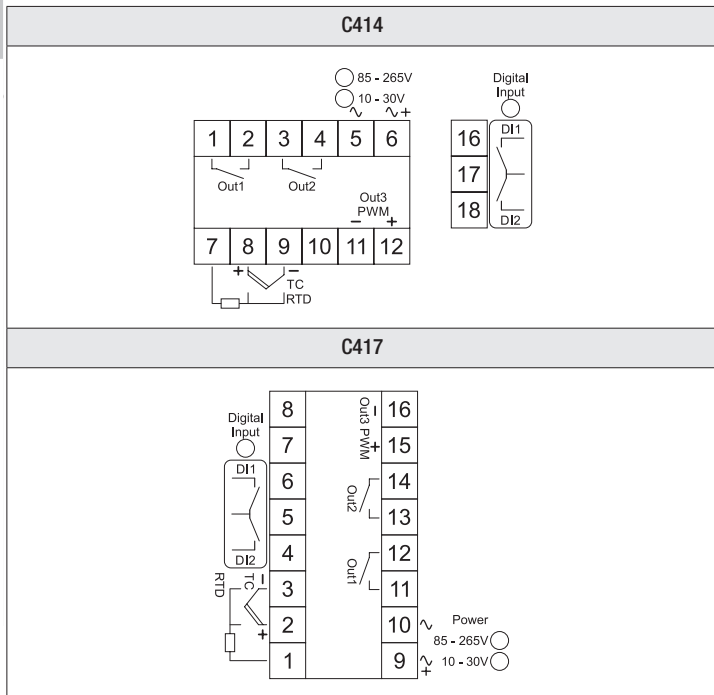 C414
85 - 265V
10 - 30V
∿ ∿+
1 2 3 4 5 6
Out1 Out2
Out3
PWM
− +
7 8 9 10 11 12
+ −
TC
RTD
Digital
Input
DI1
16
17
18
DI2
C417
Digital
Input
DI1
DI2
8
7
6
5
4
3
2
1
RTD
TC
−
+
Out3 PWM
−
+
Out2
Out1
16
15
14
13
12
11
10
9
∿ Power
85 - 265V
∿ 10 - 30V
+